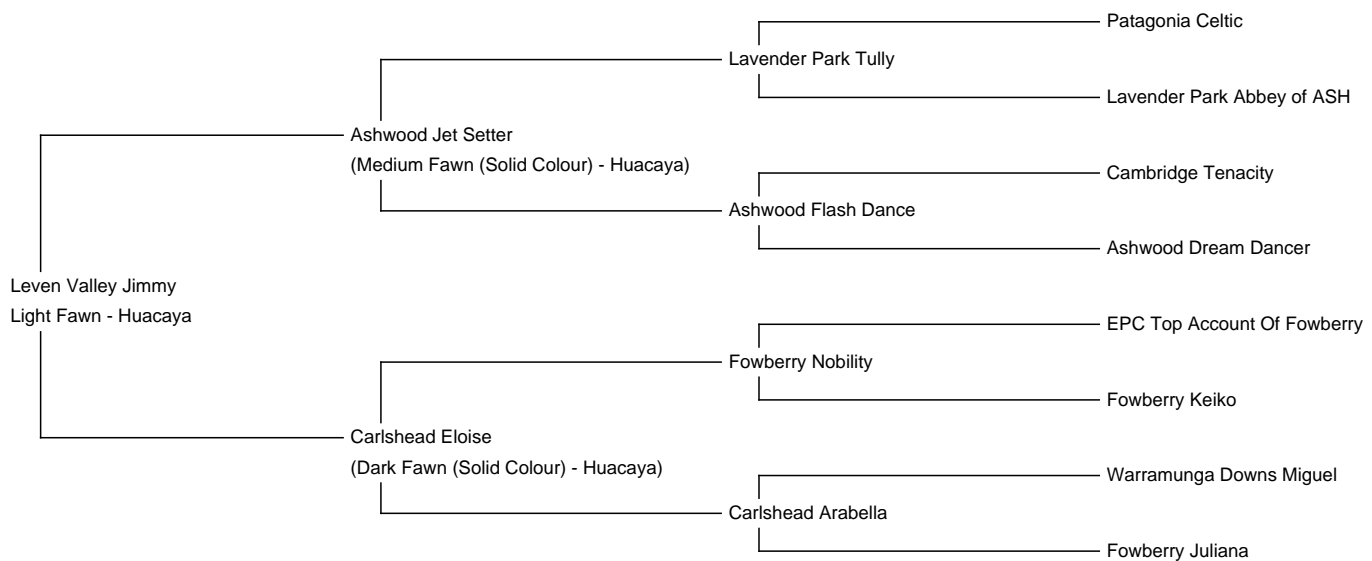 Patagonia Celtic
Lavender Park Tully
Lavender Park Abbey of ASH
Ashwood Jet Setter
(Medium Fawn (Solid Colour) - Huacaya)
Cambridge Tenacity
Ashwood Flash Dance
Ashwood Dream Dancer
Leven Valley Jimmy
Light Fawn - Huacaya
EPC Top Account Of Fowberry
Fowberry Nobility
Fowberry Keiko
Carlshead Eloise
(Dark Fawn (Solid Colour) - Huacaya)
Warramunga Downs Miguel
Carlshead Arabella
Fowberry Juliana